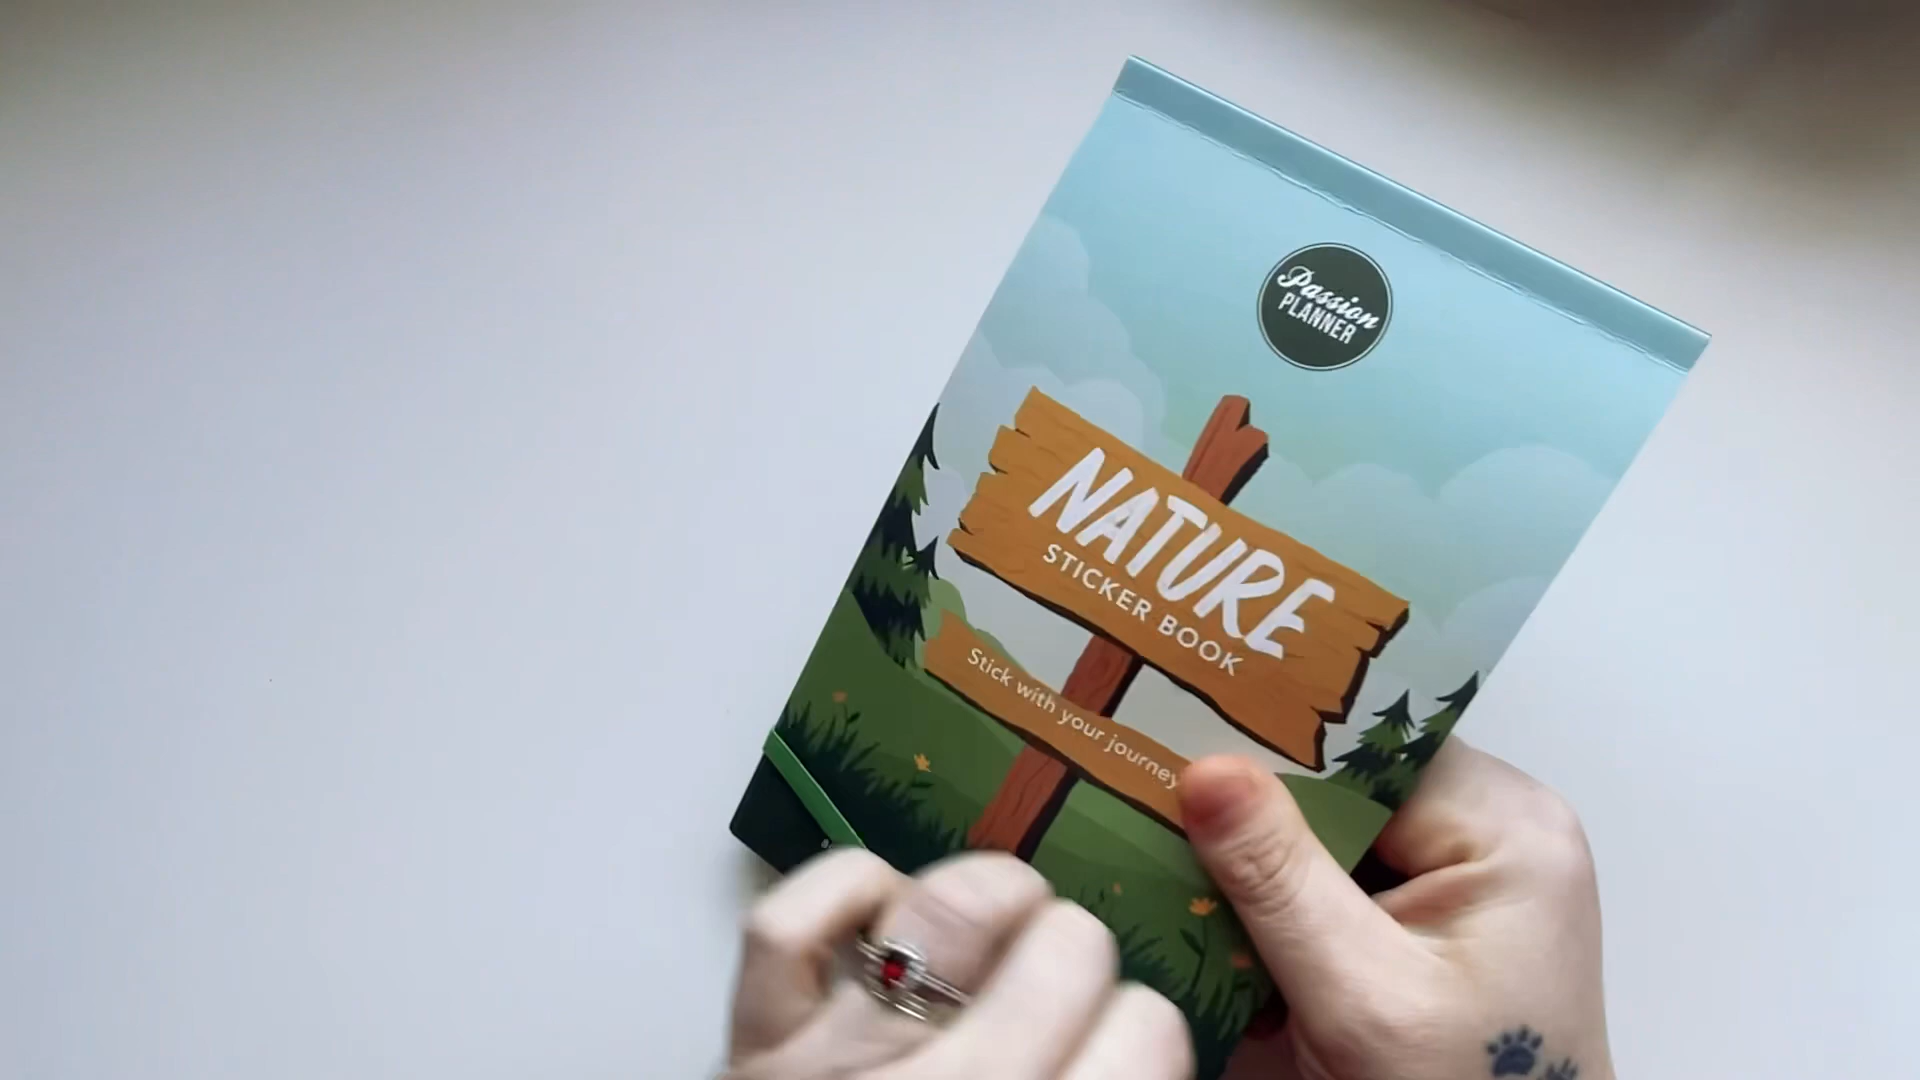 Passion
PLANNER
NATURE
STICKER BOOK
Stick with your journey